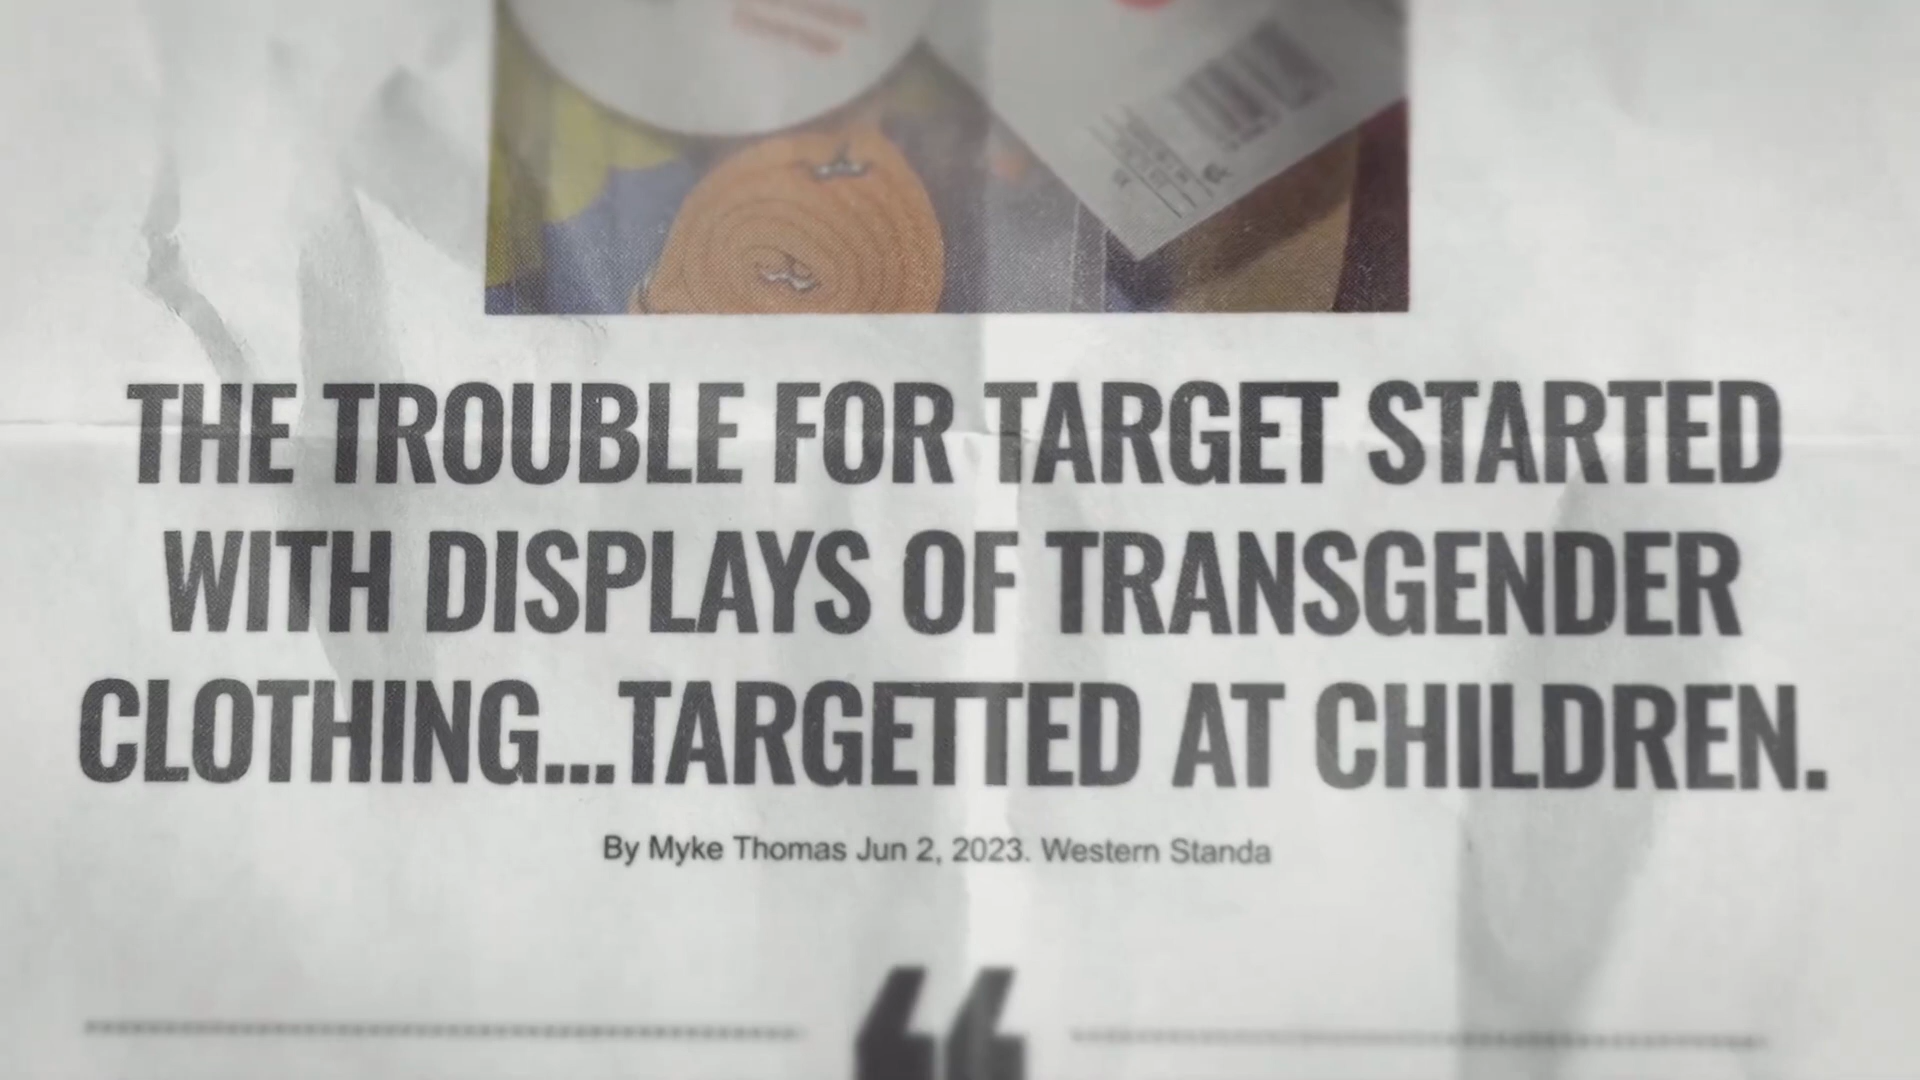 THE TROUBLE FOR TARGET STARTED
WITH DISPLAYS OF TRANSGENDER
CLOTHING...TARGETTED AT CHILDREN.
By Myke Thomas Jun 2, 2023. Western Standa
“